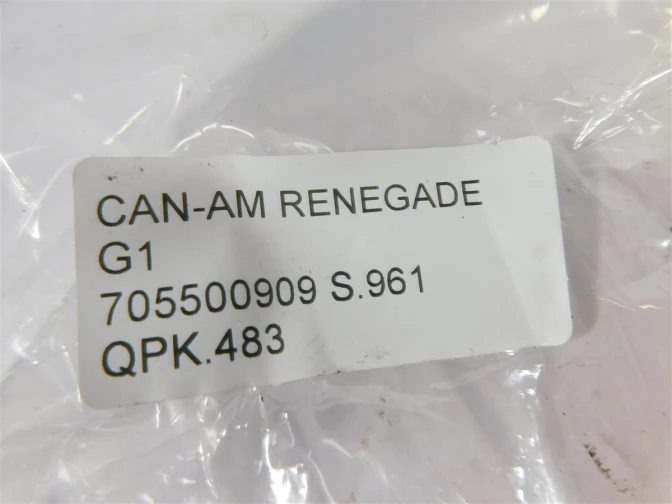 CAN-AM RENEGADE
G1
705500909 S.961
QPK.483